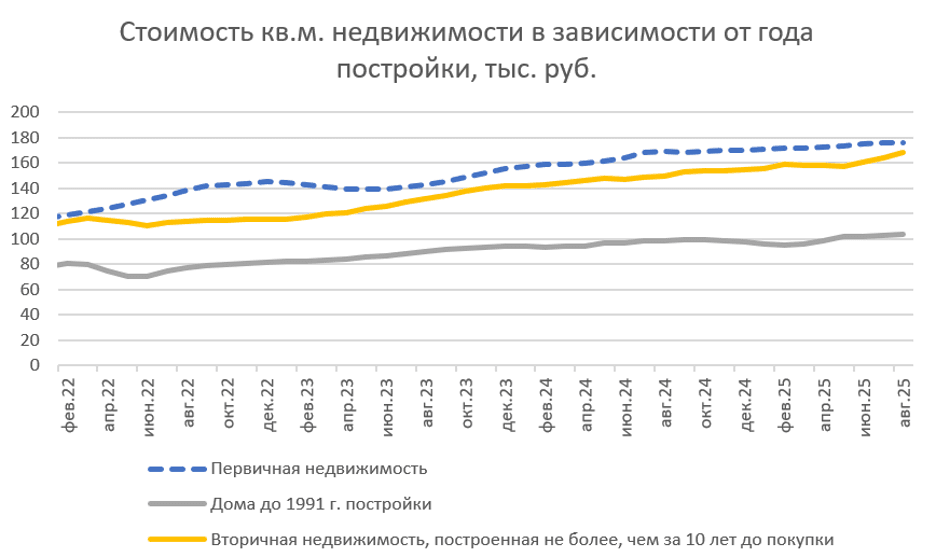 Стоимость кв.м. недвижимости в зависимости от года
постройки, тыс. руб.
200
180
160
140
120
100
80
60
40
20
0
фев.22
апр.22
июн.22
авг.22
окт.22
дек.22
фев.23
апр.23
июн.23
авг.23
окт.23
дек.23
фев.24
апр.24
июн.24
авг.24
окт.24
дек.24
фев.25
апр.25
июн.25
авг.25
Первичная недвижимость
Дома до 1991 г. постройки
Вторичная недвижимость, построенная не более, чем за 10 лет до покупки